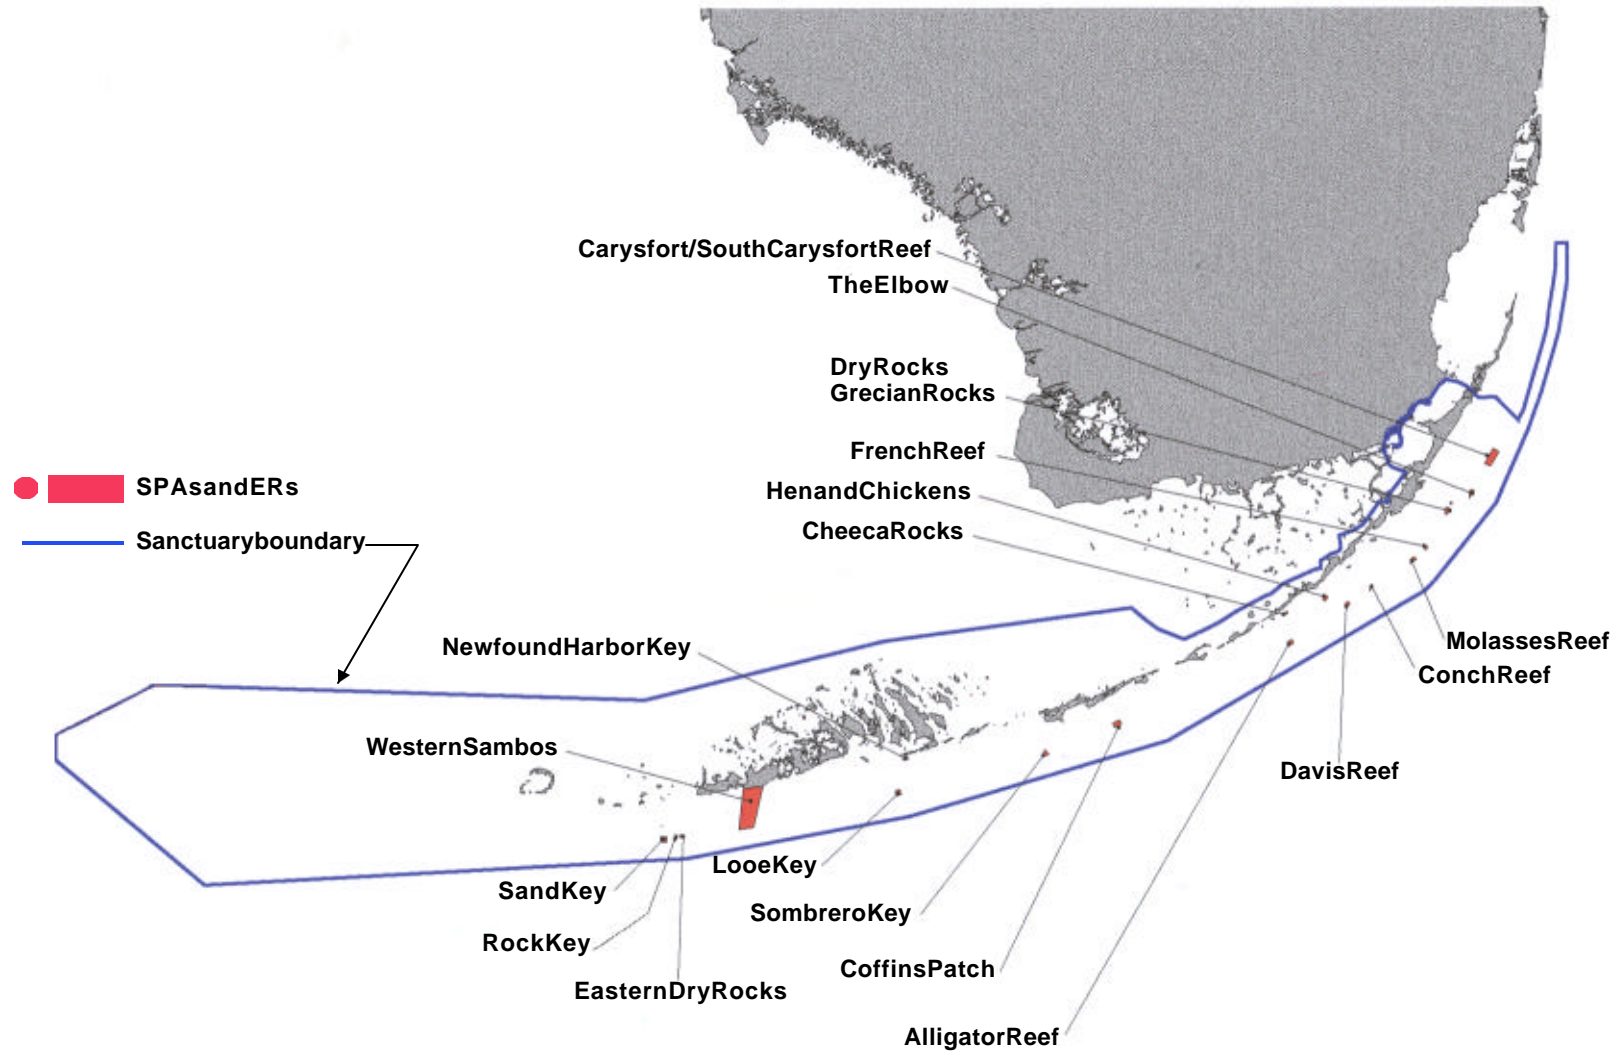 Carysfort/SouthCarysfortReef
TheElbow
DryRocks
GrecianRocks
FrenchReef
HenandChickens
CheecaRocks
SPAsandERs
Sanctuaryboundary
NewfoundHarborKey
WesternSambos
MolassesReef
ConchReef
DavisReef
LooeKey
SandKey
SombreroKey
RockKey
CoffinsPatch
EasternDryRocks
AlligatorReef